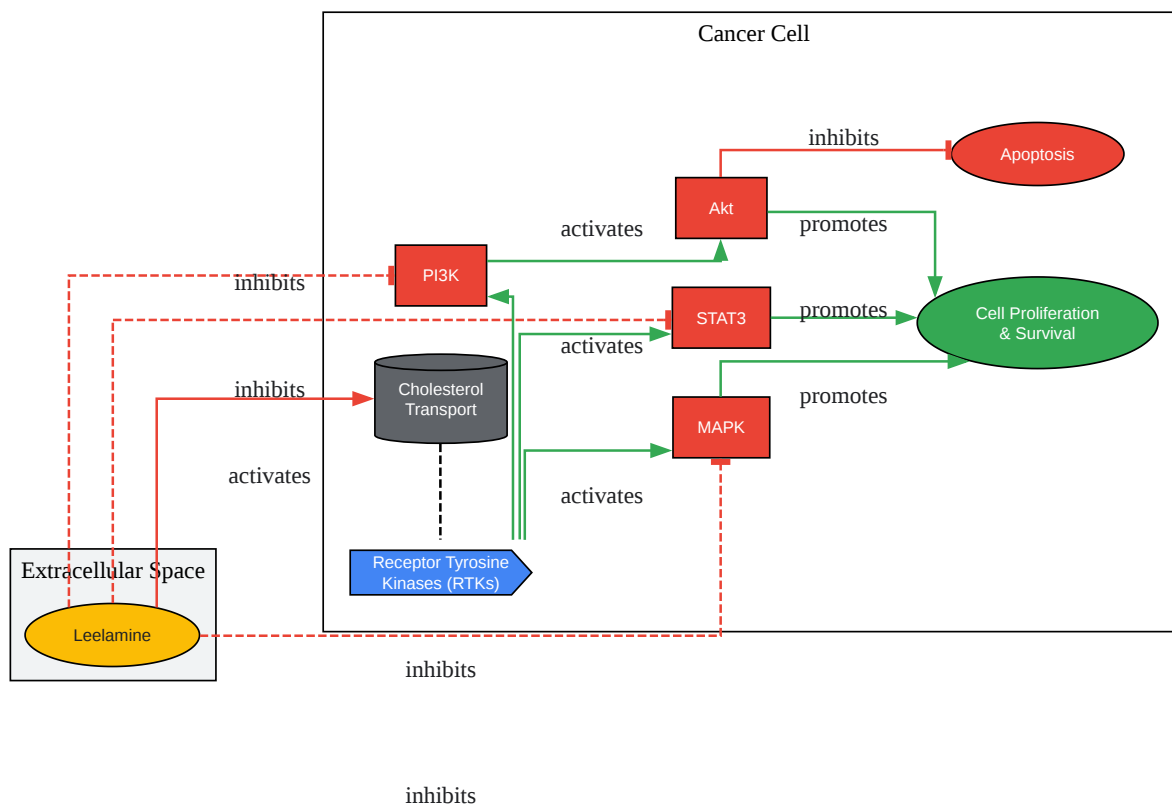 Cancer Cell
inhibits
Apoptosis
Akt
activates
promotes
PI3K
inhibits
STAT3
promotes
Cell Proliferation
& Survival
activates
Cholesterol
Transport
inhibits
promotes
MAPK
activates
activates
Receptor Tyrosine
Kinases (RTKs)
Extracellular Space
Leelamine
inhibits
inhibits